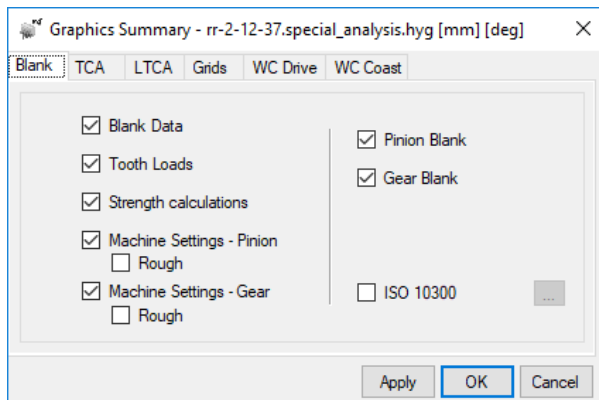 Graphics Summary - rr-2-12-37.special_analysis.hyg [mm] [deg]
Blank TCA LTCA Grids WC Drive WC Coast
Blank Data
Tooth Loads
Strength calculations
Machine Settings - Pinion
Rough
Machine Settings - Gear
Rough
Pinion Blank
Gear Blank
ISO 10300
...
Apply OK Cancel